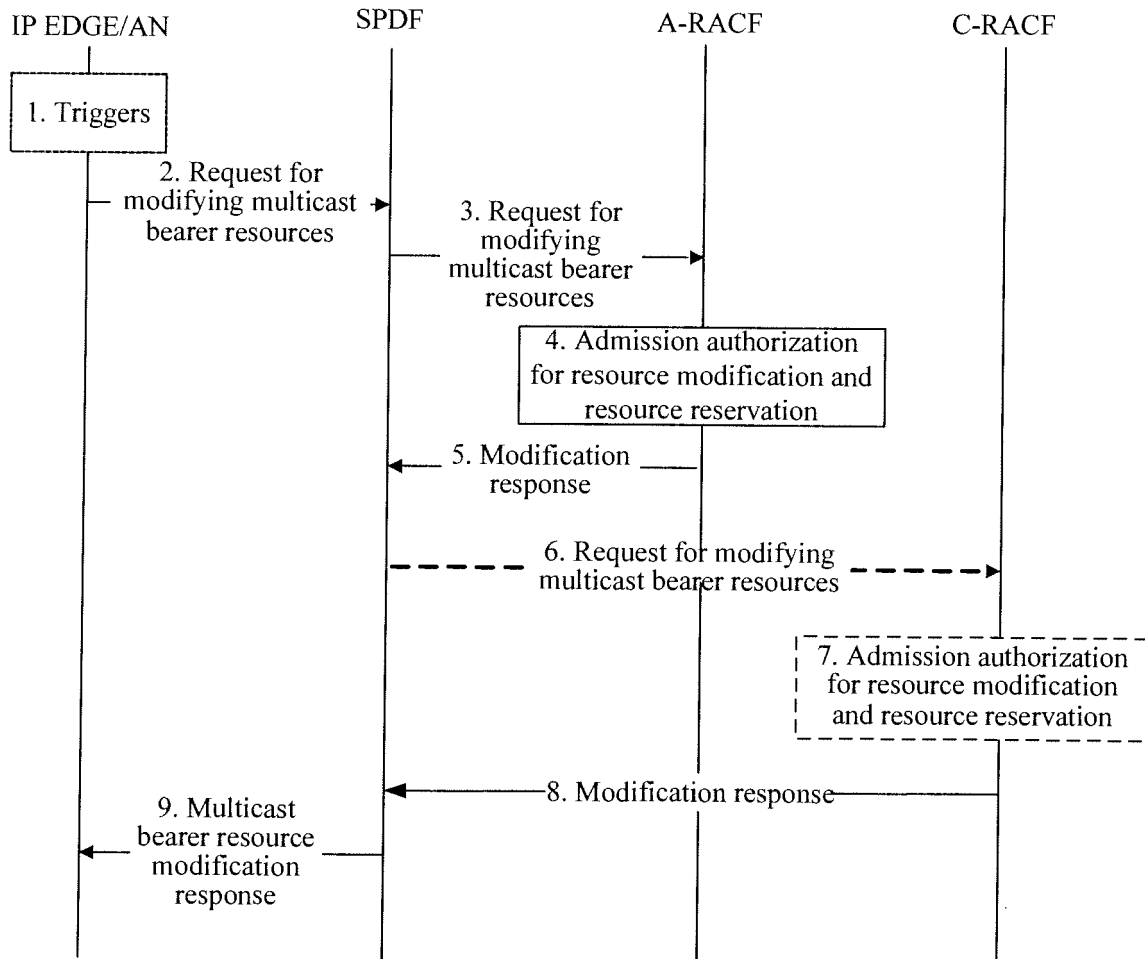 IP EDGE/AN
SPDF
A-RACF
C-RACF
1. Triggers
2. Request for
modifying multicast
bearer resources
3. Request for
modifying
multicast bearer
resources
4. Admission authorization
for resource modification and
resource reservation
5. Modification
response
6. Request for modifying
multicast bearer resources
7. Admission authorization
for resource modification
and resource reservation
8. Modification response
9. Multicast
bearer resource
modification
response